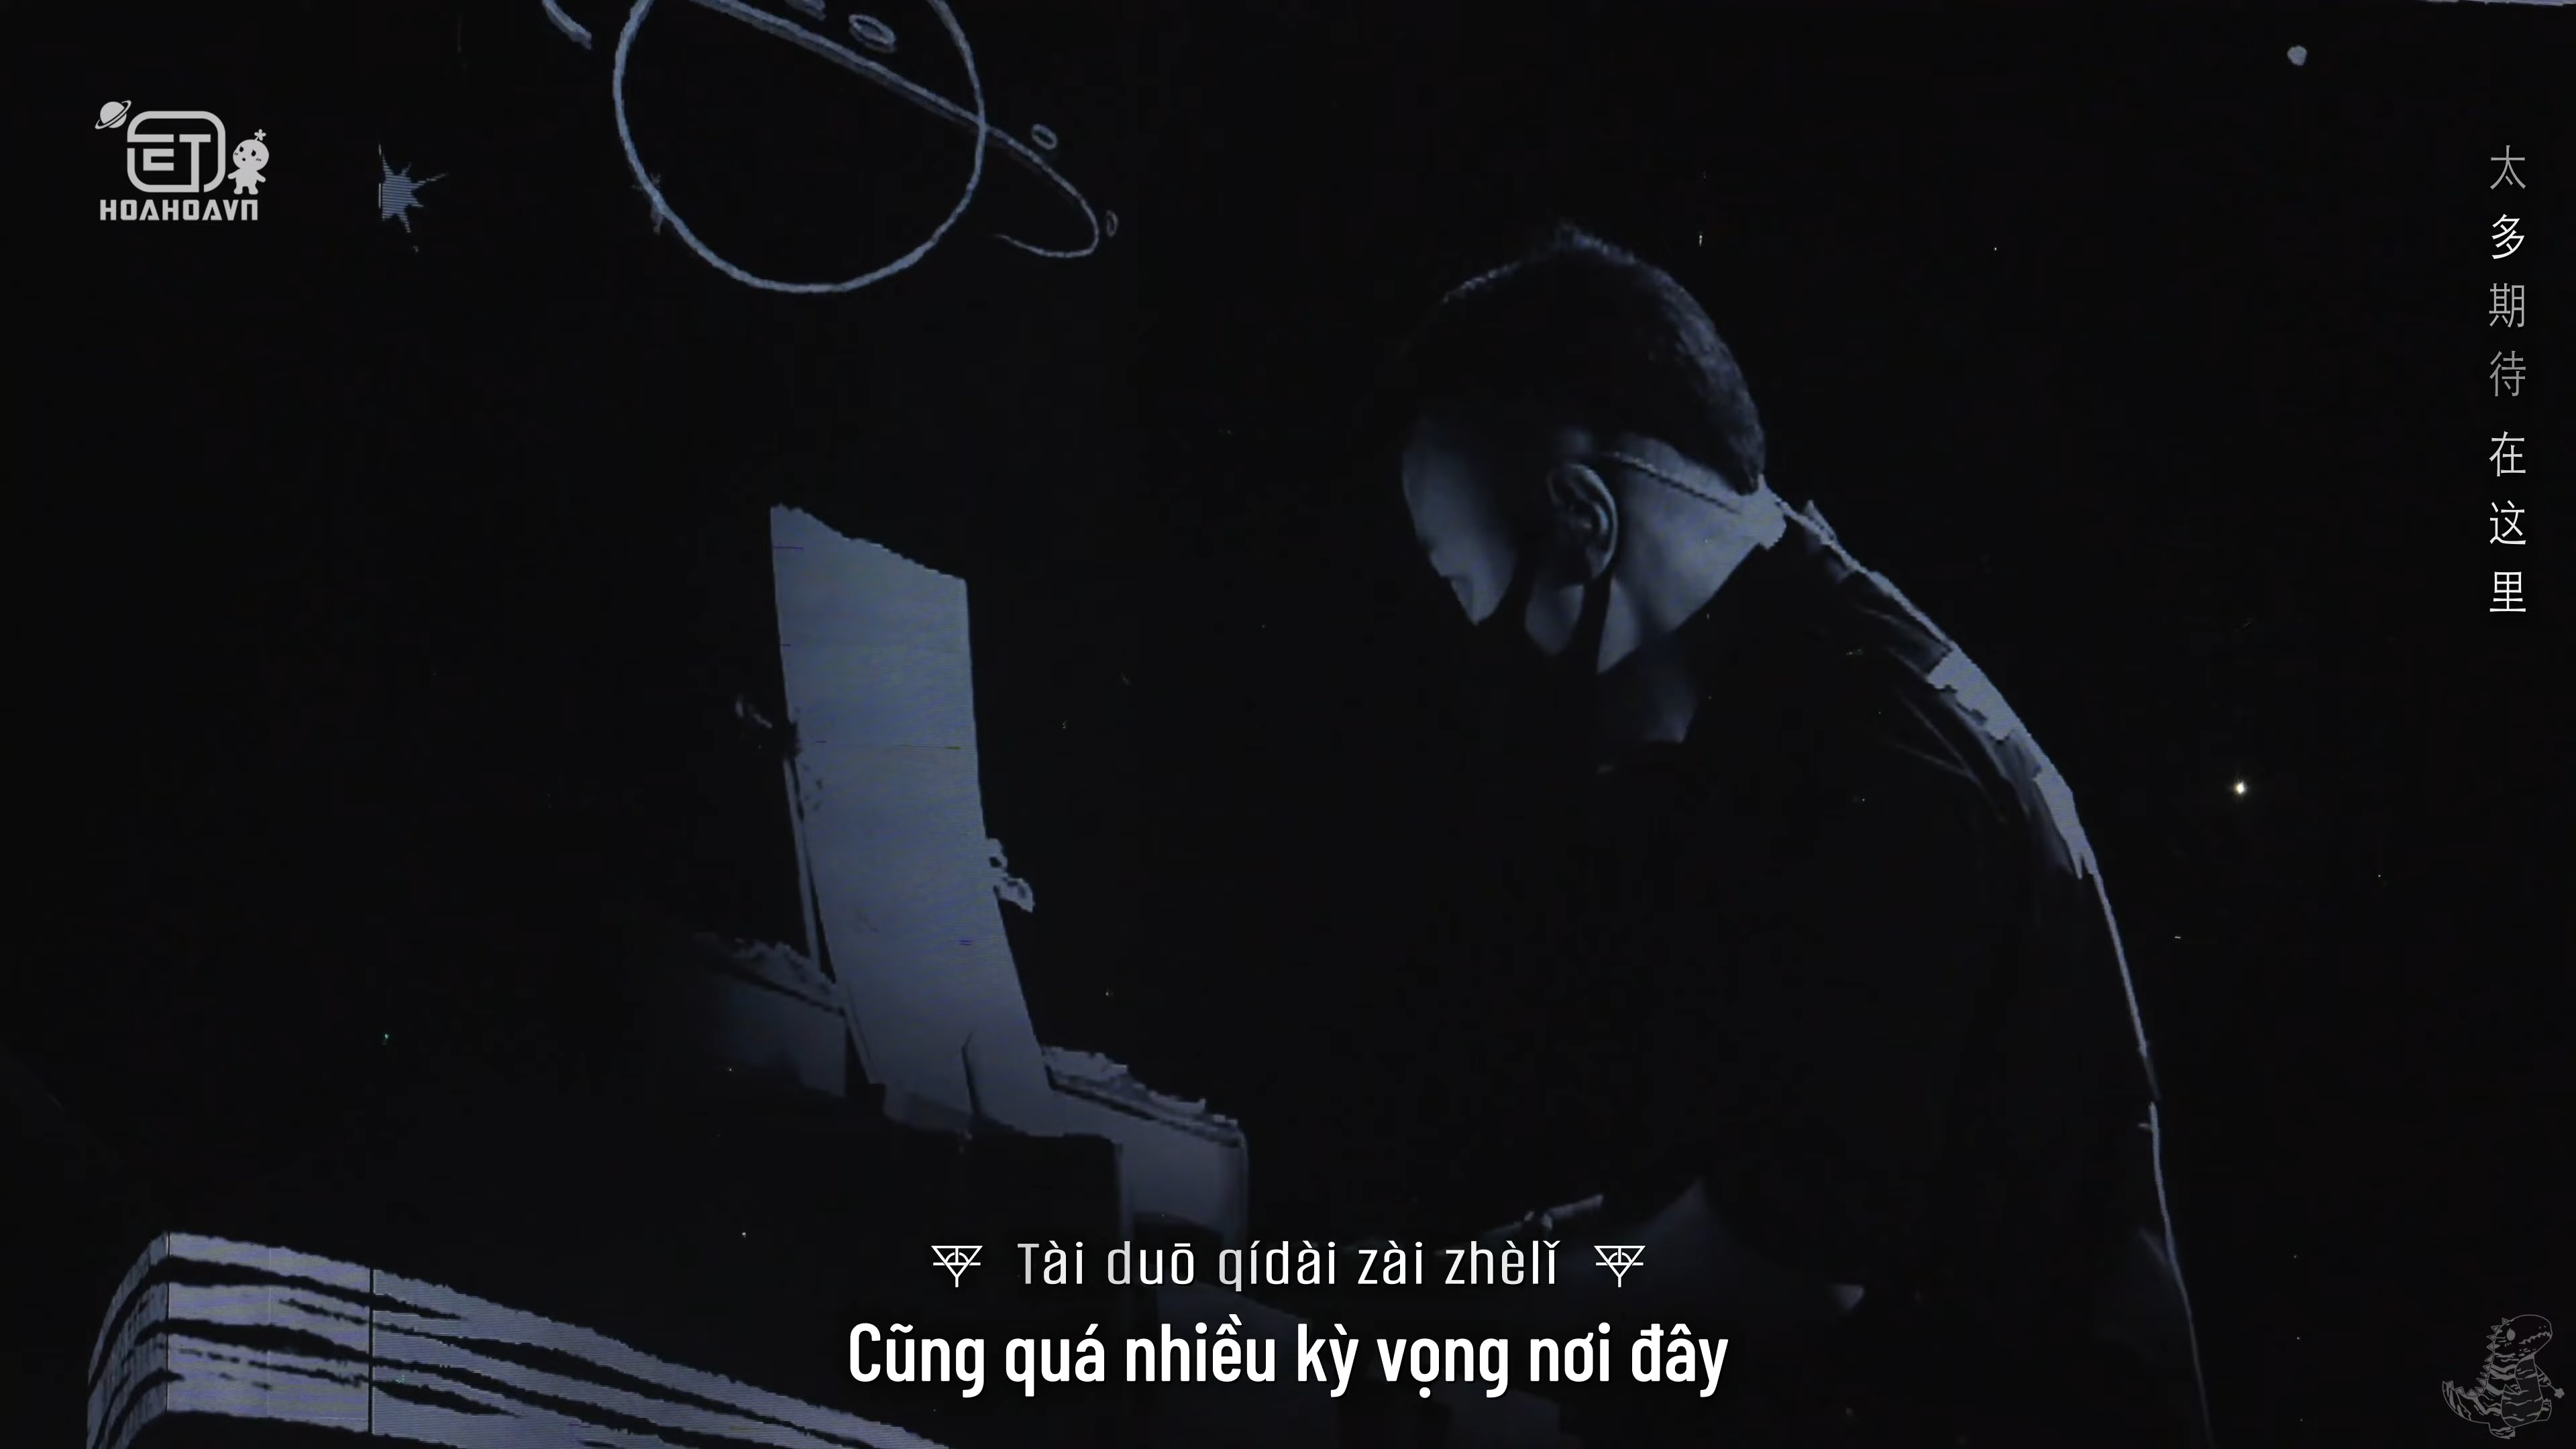 ET
HOAHOAVN
太多期待 在这里
Tài duō qídài zài zhèlǐ
Cũng quá nhiều kỳ vọng nơi đây